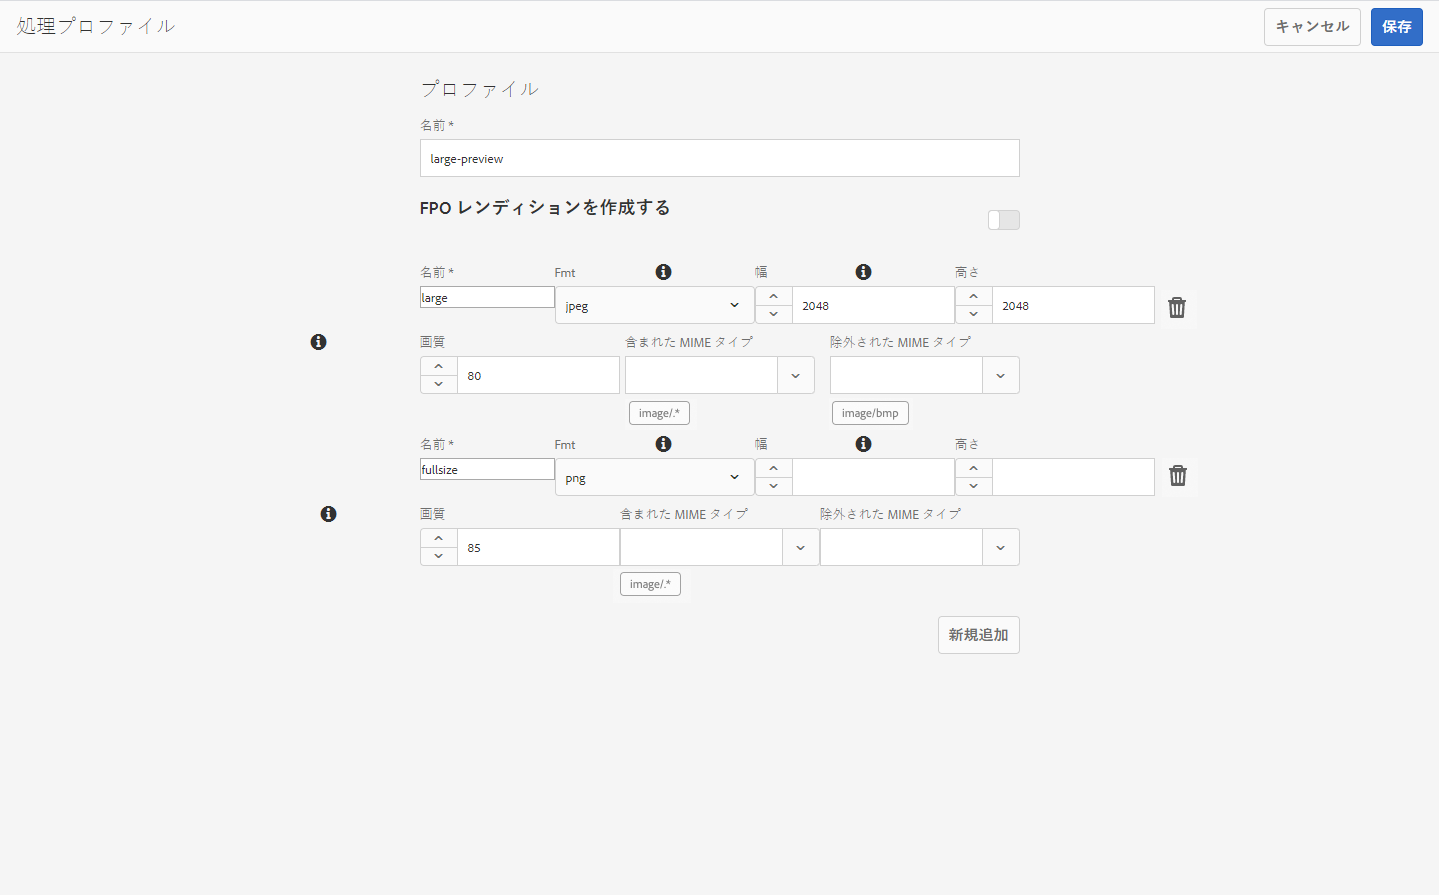 処理プロファイル キャンセル 保存
プロファイル
名前 *
large-preview
FPO レンディションを作成する
名前 * Fmt 幅 高さ
large jpeg 2048 2048
画質 含まれた MIME タイプ 除外された MIME タイプ
80
image/.* image/bmp
名前 * Fmt 幅 高さ
fullsize png
画質 含まれた MIME タイプ 除外された MIME タイプ
85
image/.*
新規追加